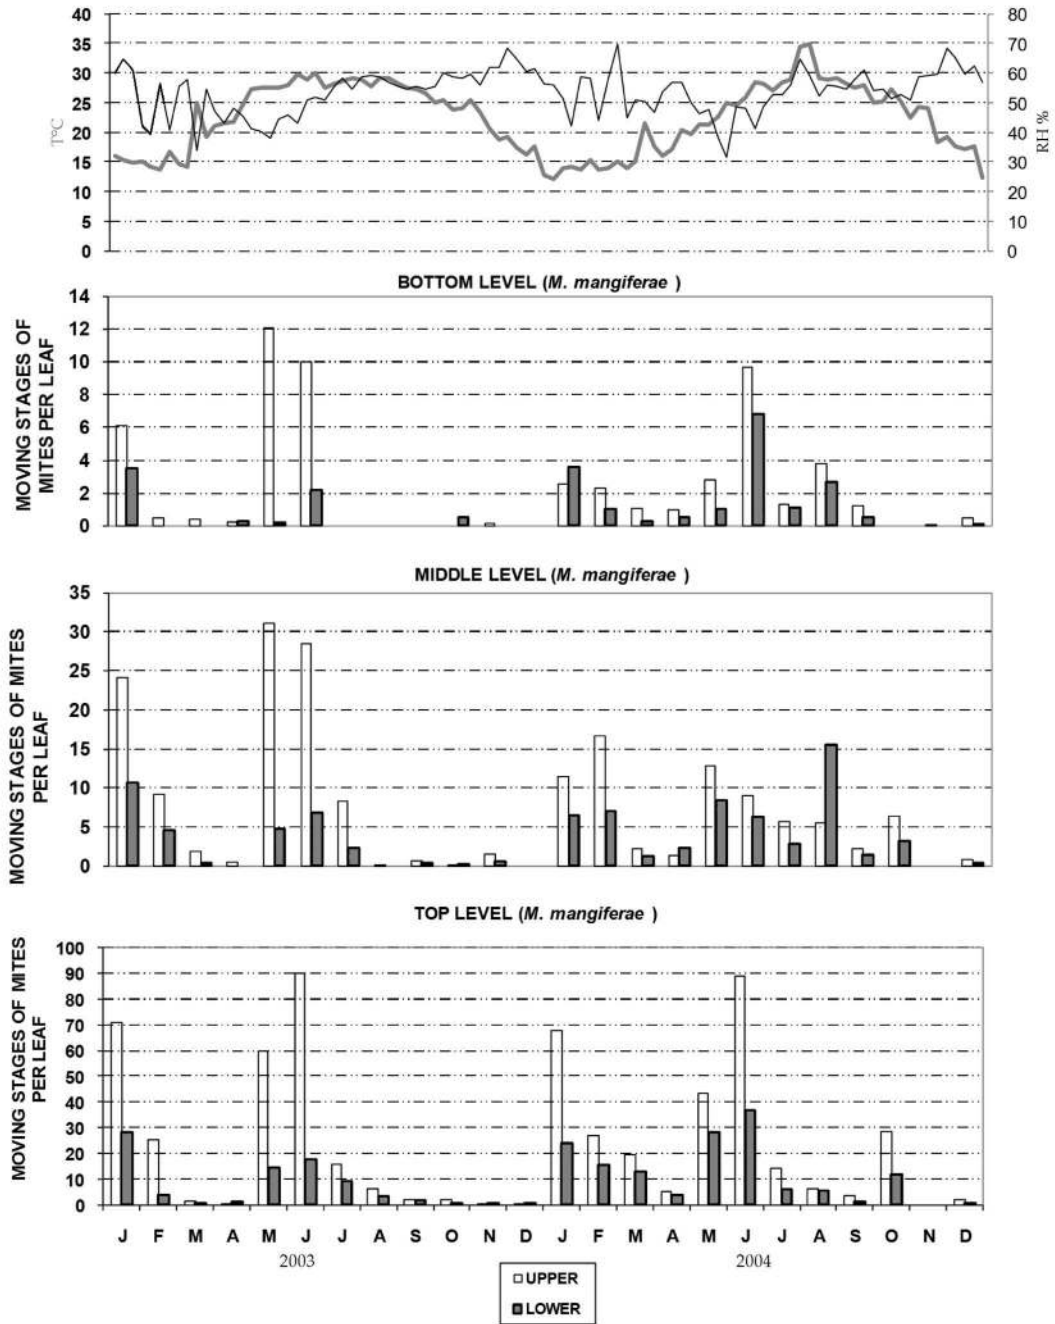 40 80
35 70
30 60
25 50
20 40
15 30
10 20
5 10
0 0
T°C
RH %
BOTTOM LEVEL (M. mangiferae )
14
12
10
8
6
4
2
0
MOVING STAGES OF
MITES PER LEAF
MIDDLE LEVEL (M. mangiferae )
35
30
25
20
15
10
5
0
MOVING STAGES OF MITES
PER LEAF
TOP LEVEL (M. mangiferae )
100
90
80
70
60
50
40
30
20
10
0
MOVING STAGES OF MITES
PER LEAF
J F M A M J J A S O N D J F M A M J J A S O N D
2003 2004
UPPER
LOWER